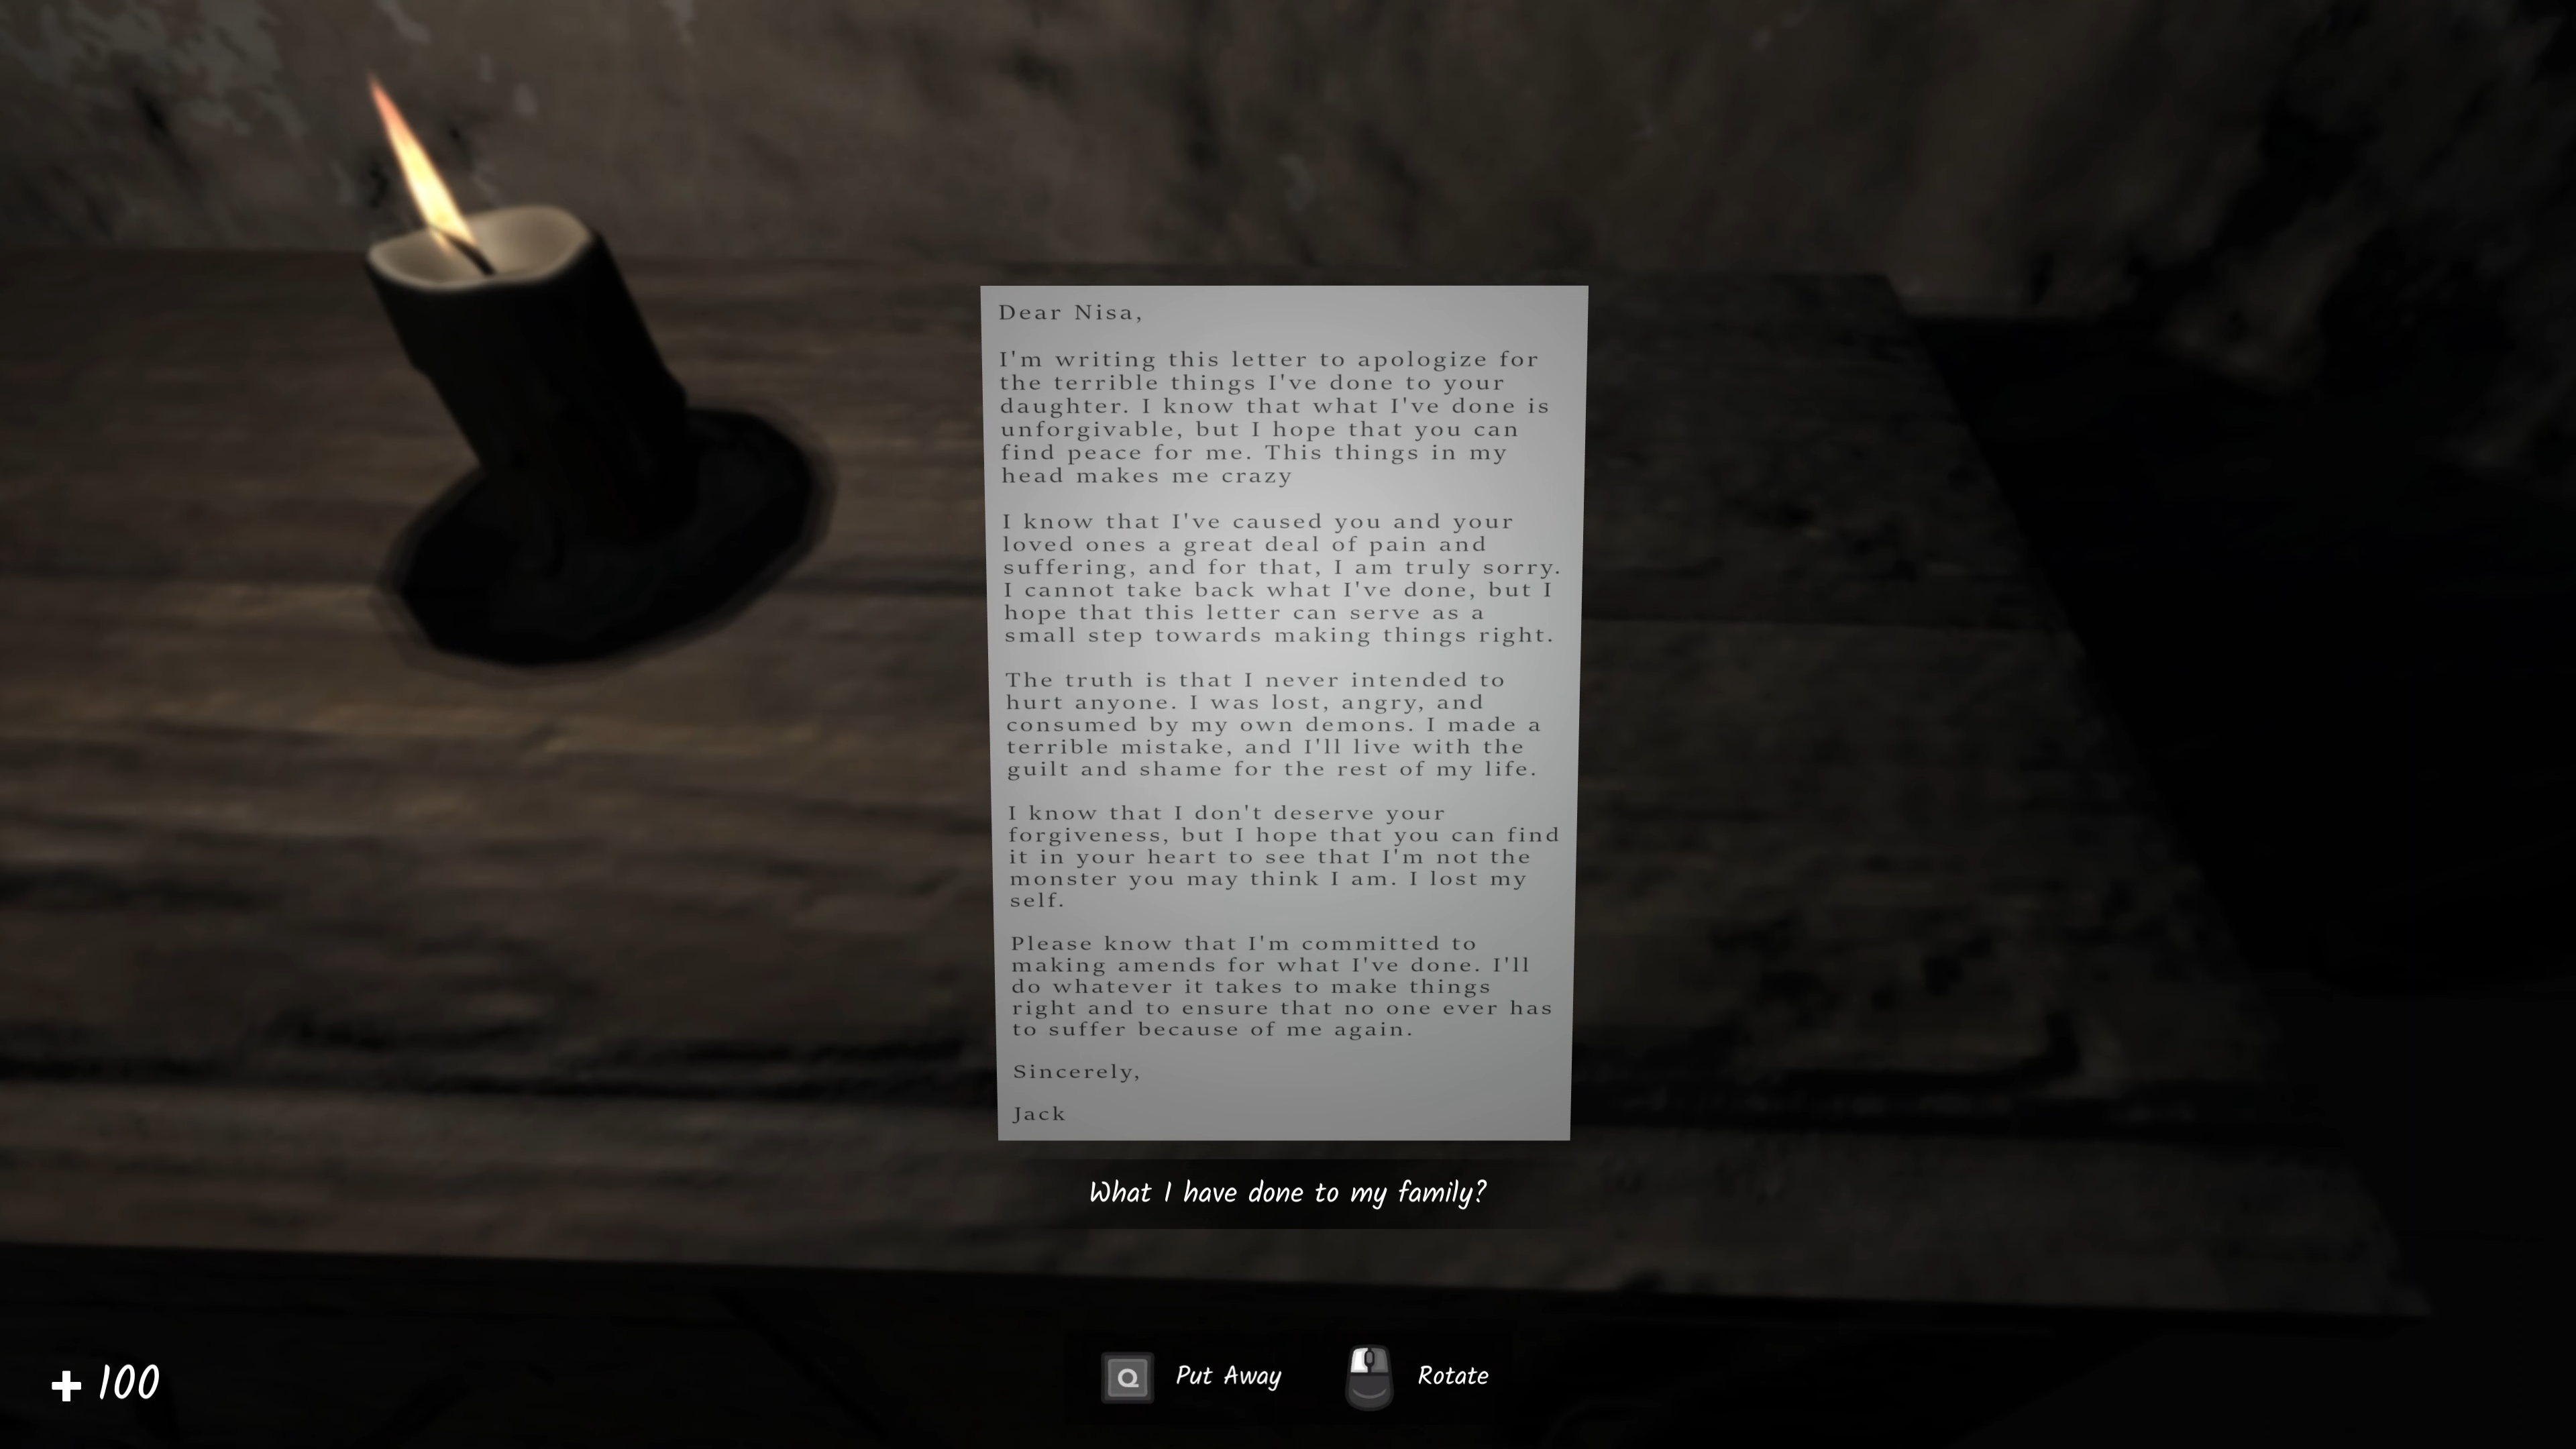 Dear Nisa,
I'm writing this letter to apologize for
the terrible things I've done to your
daughter. I know that what I've done is
unforgivable, but I hope that you can
find peace for me. This things in my
head makes me crazy
I know that I've caused you and your
loved ones a great deal of pain and
suffering, and for that, I am truly sorry.
I cannot take back what I've done, but I
hope that this letter can serve as a
small step towards making things right.
The truth is that I never intended to
hurt anyone. I was lost, angry, and
consumed by my own demons. I made a
terrible mistake, and I'll live with the
guilt and shame for the rest of my life.
I know that I don't deserve your
forgiveness, but I hope that you can find
it in your heart to see that I'm not the
monster you may think I am. I lost my
self.
Please know that I'm committed to
making amends for what I've done. I'll
do whatever it takes to make things
right and to ensure that no one ever has
to suffer because of me again.
Sincerely,
Jack
What I have done to my family?
+ 100
Q Put Away Rotate